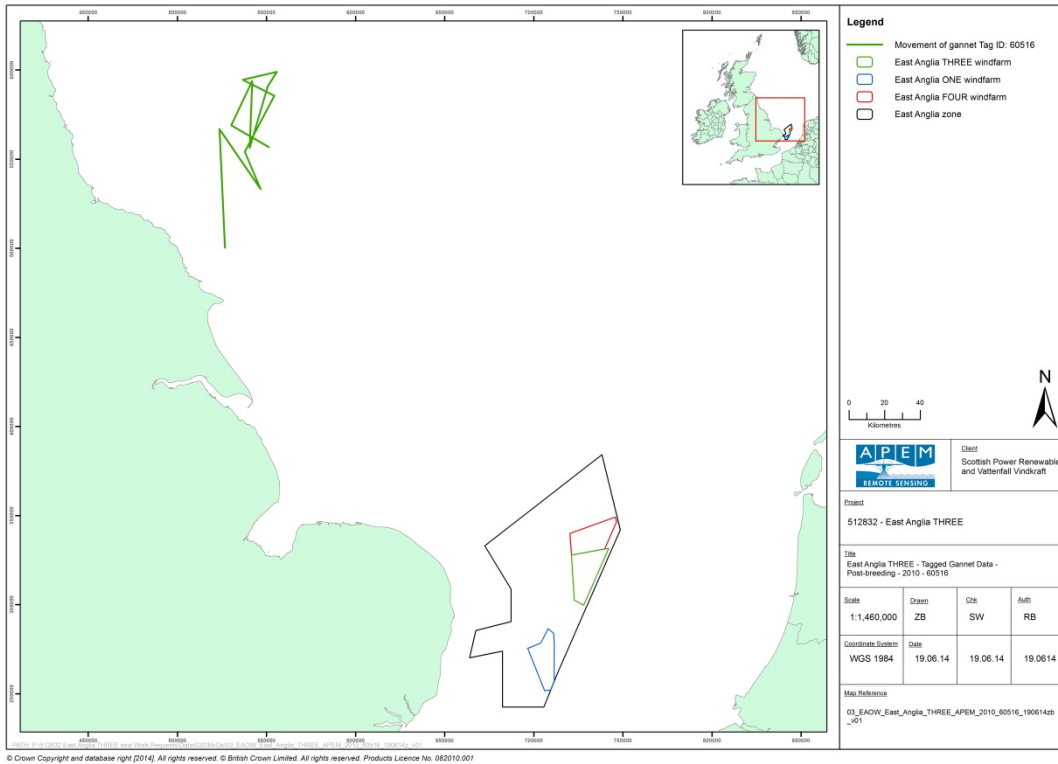 400000
450000
500000
550000
600000
650000
700000
750000
800000
850000
Legend
Movement of gannet Tag ID: 60516
East Anglia THREE windfarm
East Anglia ONE windfarm
East Anglia FOUR windfarm
East Anglia zone
N
0 20 40
Kilometres
APEM
REMOTE SENSING
Client
Scottish Power Renewable
and Vattenfall Vindkraft
Project
512832 - East Anglia THREE
Title
East Anglia THREE - Tagged Gannet Data -
Post-breeding - 2010 - 60516
Scale Drawn Chk Auth
1:1,460,000 ZB SW RB
Coordinate System Date
WGS 1984 19.06.14 19.06.14 19.0614
Map Reference
03_EAOW_East_Anglia_THREE_APEM_2010_60516_190614zb
_v01
© Crown Copyright and database right [2014]. All rights reserved. © British Crown Limited. All rights reserved. Products Licence No. 082010.001